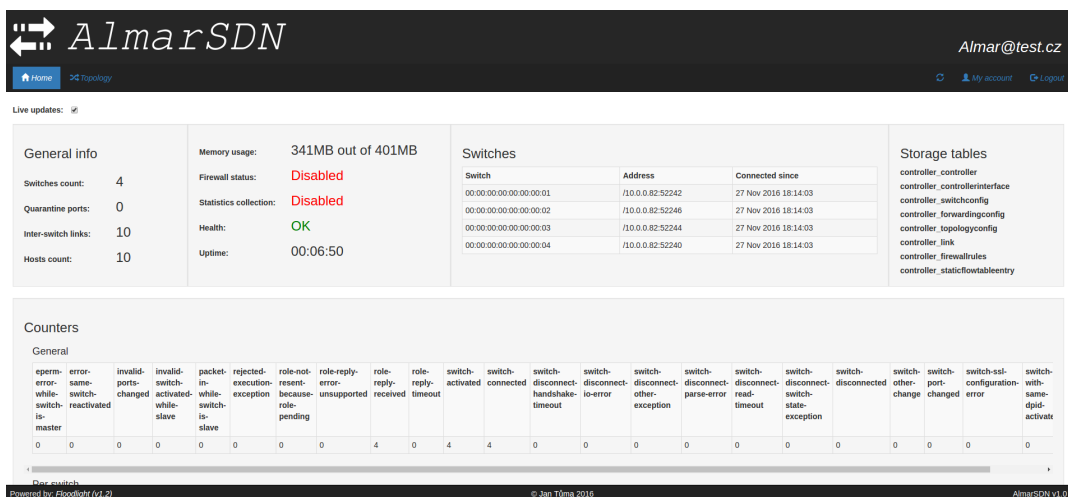 AlmarSDN
Almar@test.cz
Home Topology My account Logout
Live updates:
General info
Switches count: 4
Quarantine ports: 0
Inter-switch links: 10
Hosts count: 10
Memory usage: 341MB out of 401MB
Firewall status: Disabled
Statistics collection: Disabled
Health: OK
Uptime: 00:06:50
Switches
Switch Address Connected since
00:00:00:00:00:00:00:01 /10.0.0.82:52242 27 Nov 2016 18:14:03
00:00:00:00:00:00:00:02 /10.0.0.82:52246 27 Nov 2016 18:14:03
00:00:00:00:00:00:00:03 /10.0.0.82:52244 27 Nov 2016 18:14:03
00:00:00:00:00:00:00:04 /10.0.0.82:52240 27 Nov 2016 18:14:03
Storage tables
controller_controller
controller_controllerinterface
controller_switchconfig
controller_forwardingconfig
controller_topologyconfig
controller_link
controller_firewallrules
controller_staticflowtableentry
Counters
General
eperm- error- invalid- invalid- packet- rejected- role-not- role-reply- role- role- switch- switch- switch- switch- switch- switch- switch- switch- switch- switch- switch- switch-ssl- switch-
error- same- ports- switch- in- execution- resent- error- reply- reply- activated connected disconnect- disconnect- disconnect- disconnect- disconnect- disconnect- disconnected other- port- configuration- with-
while- switch- changed activated- while- exception because- unsupported received timeout handshake- io-error other- parse-error read- switch- change changed error same-
switch- reactivated while- switch- role- timeout exception timeout state- dpid-
is- slave is- pending exception activate
master slave
0 0 0 0 0 0 0 0 4 0 4 4 0 0 0 0 0 0 0 0 0 0 0
Per switch
Powered by: Floodlight (v1.2) © Jan Tůma 2016 AlmarSDN v1.0